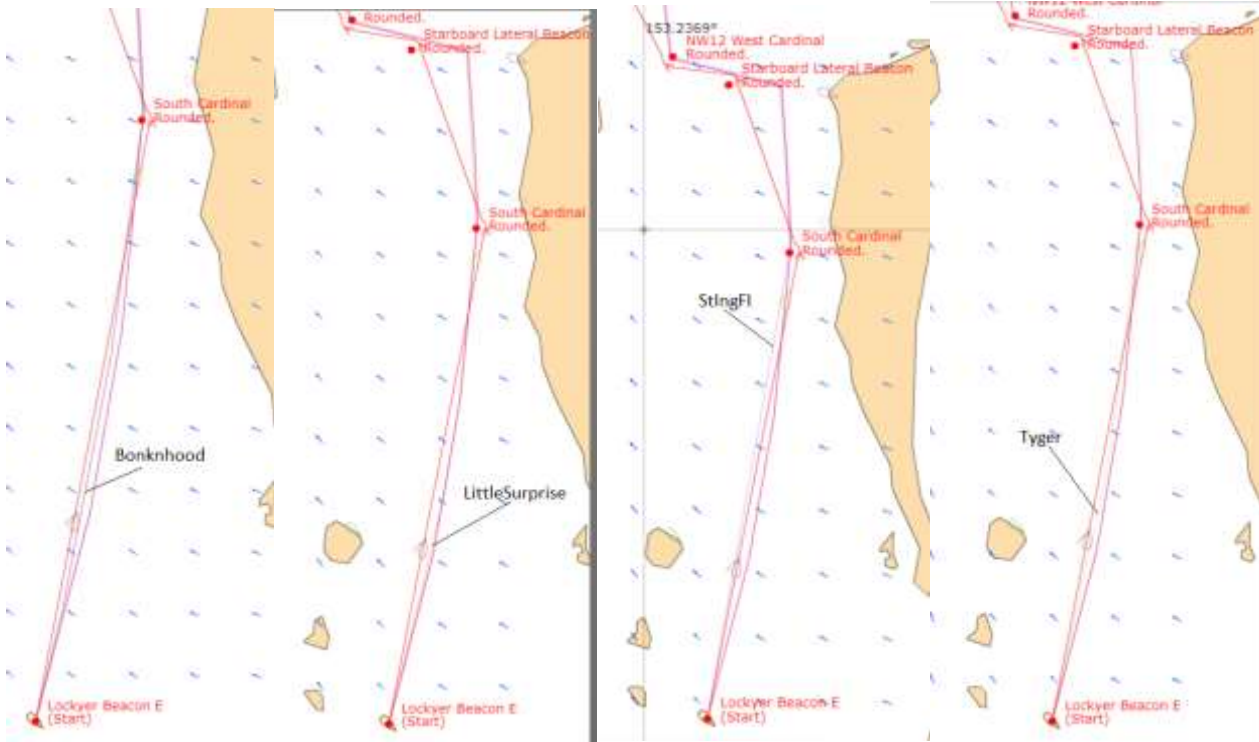 South Cardinal
Rounded.
Bonknhood
Lockyer Beacon E
(Start)
Rounded.
Starboard Lateral Beacon
Rounded.
South Cardinal
Rounded.
LittleSurprise
Lockyer Beacon E
(Start)
153.2369°
NW12 West Cardinal
Rounded.
Starboard Lateral Beacon
Rounded.
South Cardinal
Rounded.
StIngFl
Lockyer Beacon E
(Start)
NW12 West Cardinal
Rounded.
Starboard Lateral Beacon
Rounded.
South Cardinal
Rounded.
Tyger
Lockyer Beacon E
(Start)